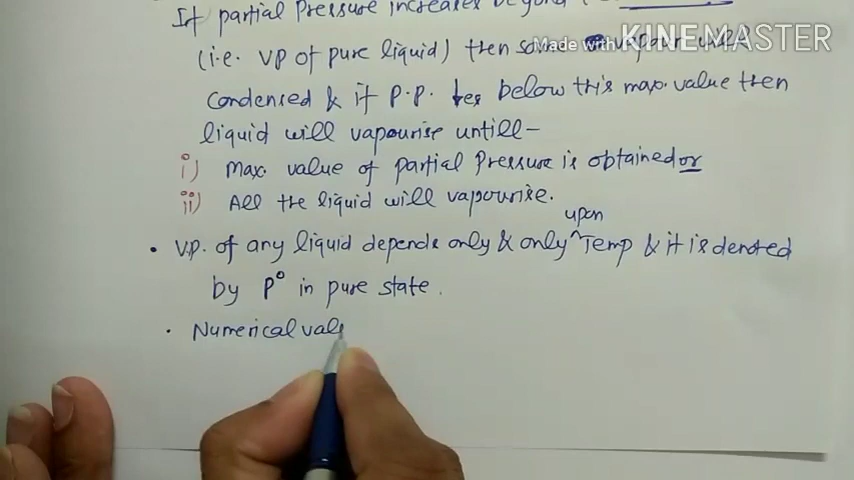 If partial Pressure increases beyond
(i.e. VP of pure liquid) then some vapour will
Condensed & if P.P. ↓es below this max. value then
liquid will vapourise untill-
i) Max. value of partial Pressure is obtained or
ii) All the liquid will vapourise.
upon
• V.P. of any liquid depends only & only ^ Temp & it is denoted
by P° in pure state.
• Numerical val
Made with KINEMASTER